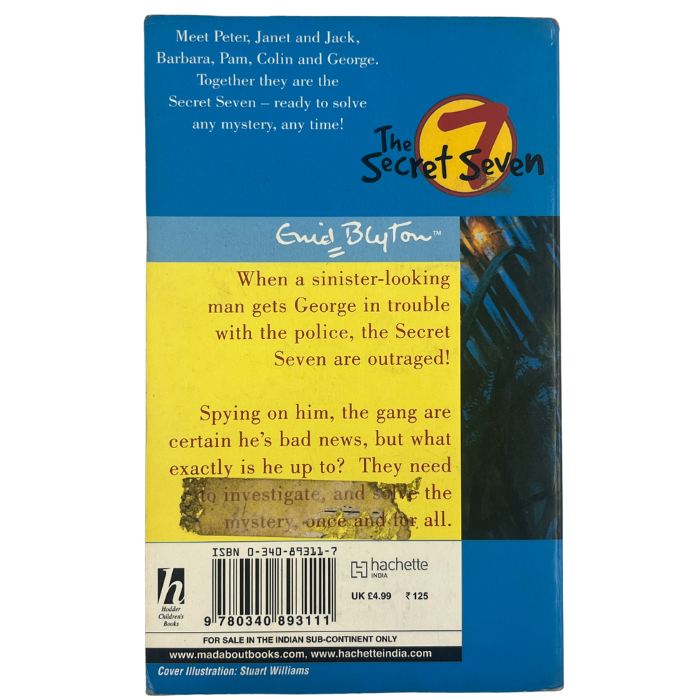 Meet Peter, Janet and Jack,
Barbara, Pam, Colin and George.
Together they are the
Secret Seven – ready to solve
any mystery, any time!
The 7
Secret Seven
Enid Blyton™
When a sinister-looking
man gets George in trouble
with the police, the Secret
Seven are outraged!
Spying on him, the gang are
certain he's bad news, but what
exactly is he up to? They need
to investigate, and solve the
mystery, once and for all.
ISBN 0-340-89311-7
9 780340 893111
h
Hodder
Children's
Books
hachette
INDIA
UK £4.99 ₹ 125
FOR SALE IN THE INDIAN SUB-CONTINENT ONLY
www.madaboutbooks.com, www.hachetteindia.com
Cover Illustration: Stuart Williams